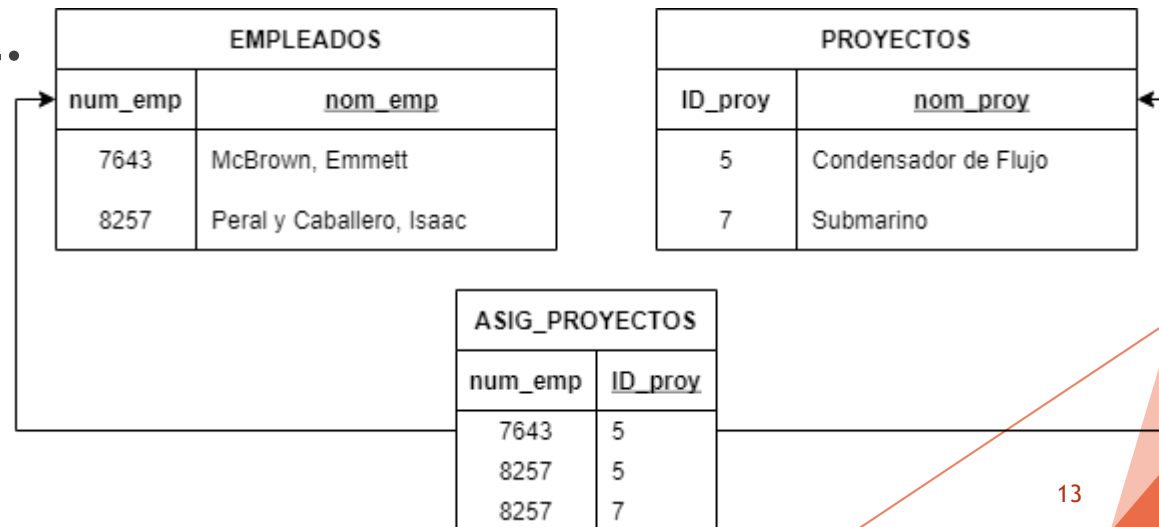 EMPLEADOS
num_emp nom_emp
7643 McBrown, Emmett
8257 Peral y Caballero, Isaac
PROYECTOS
ID_proy nom_proy
5 Condensador de Flujo
7 Submarino
ASIG_PROYECTOS
num_emp ID_proy
7643 5
8257 5
8257 7
13